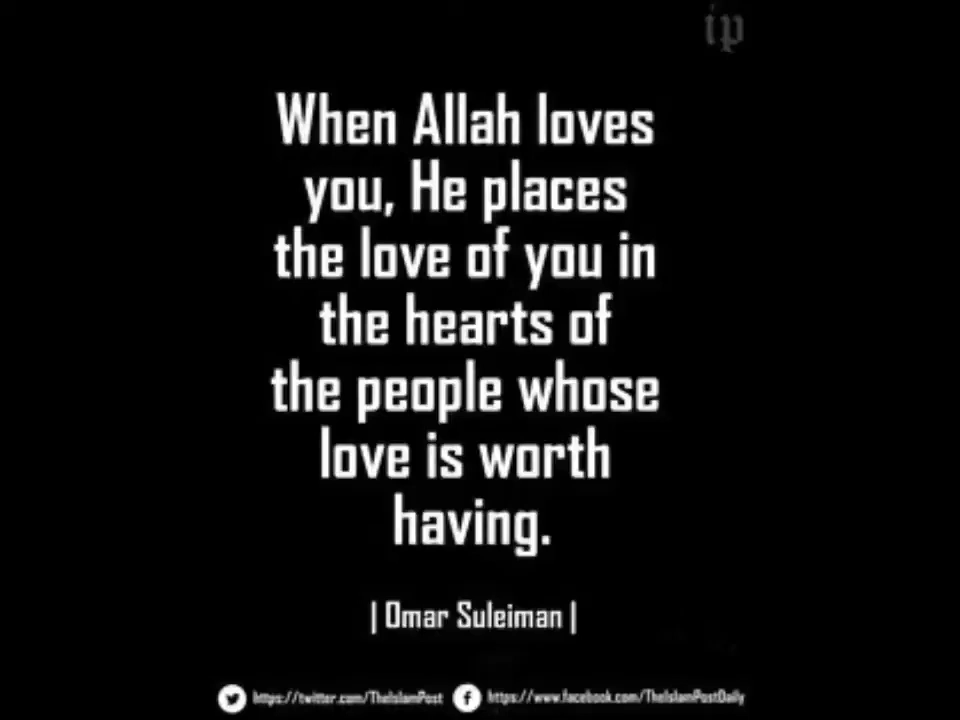 ip
When Allah loves
you, He places
the love of you in
the hearts of
the people whose
love is worth
having.
| Omar Suleiman |
https://twitter.com/TheIslamPost https://www.facebook.com/TheIslamPostDaily